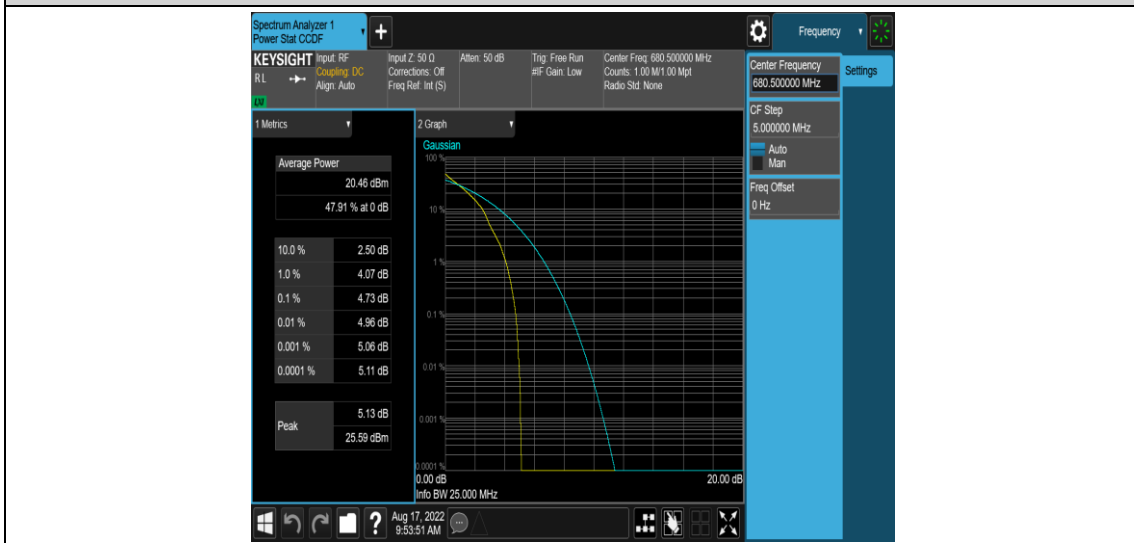 Spectrum Analyzer 1
Power Stat CCDF
+
Frequency
KEYSIGHT
RL
LXI
Input: RF
Coupling: DC
Align: Auto
Input Z: 50 Ω
Corrections: Off
Freq Ref: Int (S)
Atten: 50 dB
Trig: Free Run
#IF Gain: Low
Center Freq: 680.500000 MHz
Counts: 1.00 M/1.00 Mpt
Radio Std: None
Center Frequency
680.500000 MHz
Settings
CF Step
5.000000 MHz
Auto
Man
Freq Offset
0 Hz
1 Metrics
Average Power
20.46 dBm
47.91 % at 0 dB
10.0 % 2.50 dB
1.0 % 4.07 dB
0.1 % 4.73 dB
0.01 % 4.96 dB
0.001 % 5.06 dB
0.0001 % 5.11 dB
Peak
5.13 dB
25.59 dBm
2 Graph
Gaussian
100 %
10 %
1 %
0.1 %
0.01 %
0.001 %
0.0001 %
0.00 dB 20.00 dB
Info BW 25.000 MHz
?
Aug 17, 2022
9:53:51 AM